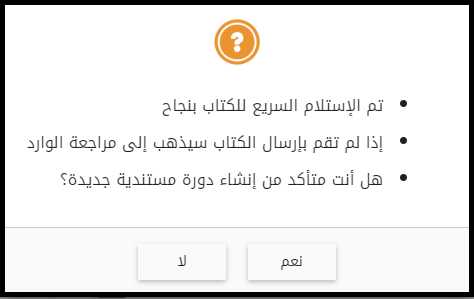 تم الإستلام السريع للكتاب بنجاح
إذا لم تقم بإرسال الكتاب سيذهب إلى مراجعة الوارد
هل أنت متأكد من إنشاء دورة مستندية جديدة؟
نعم
لا